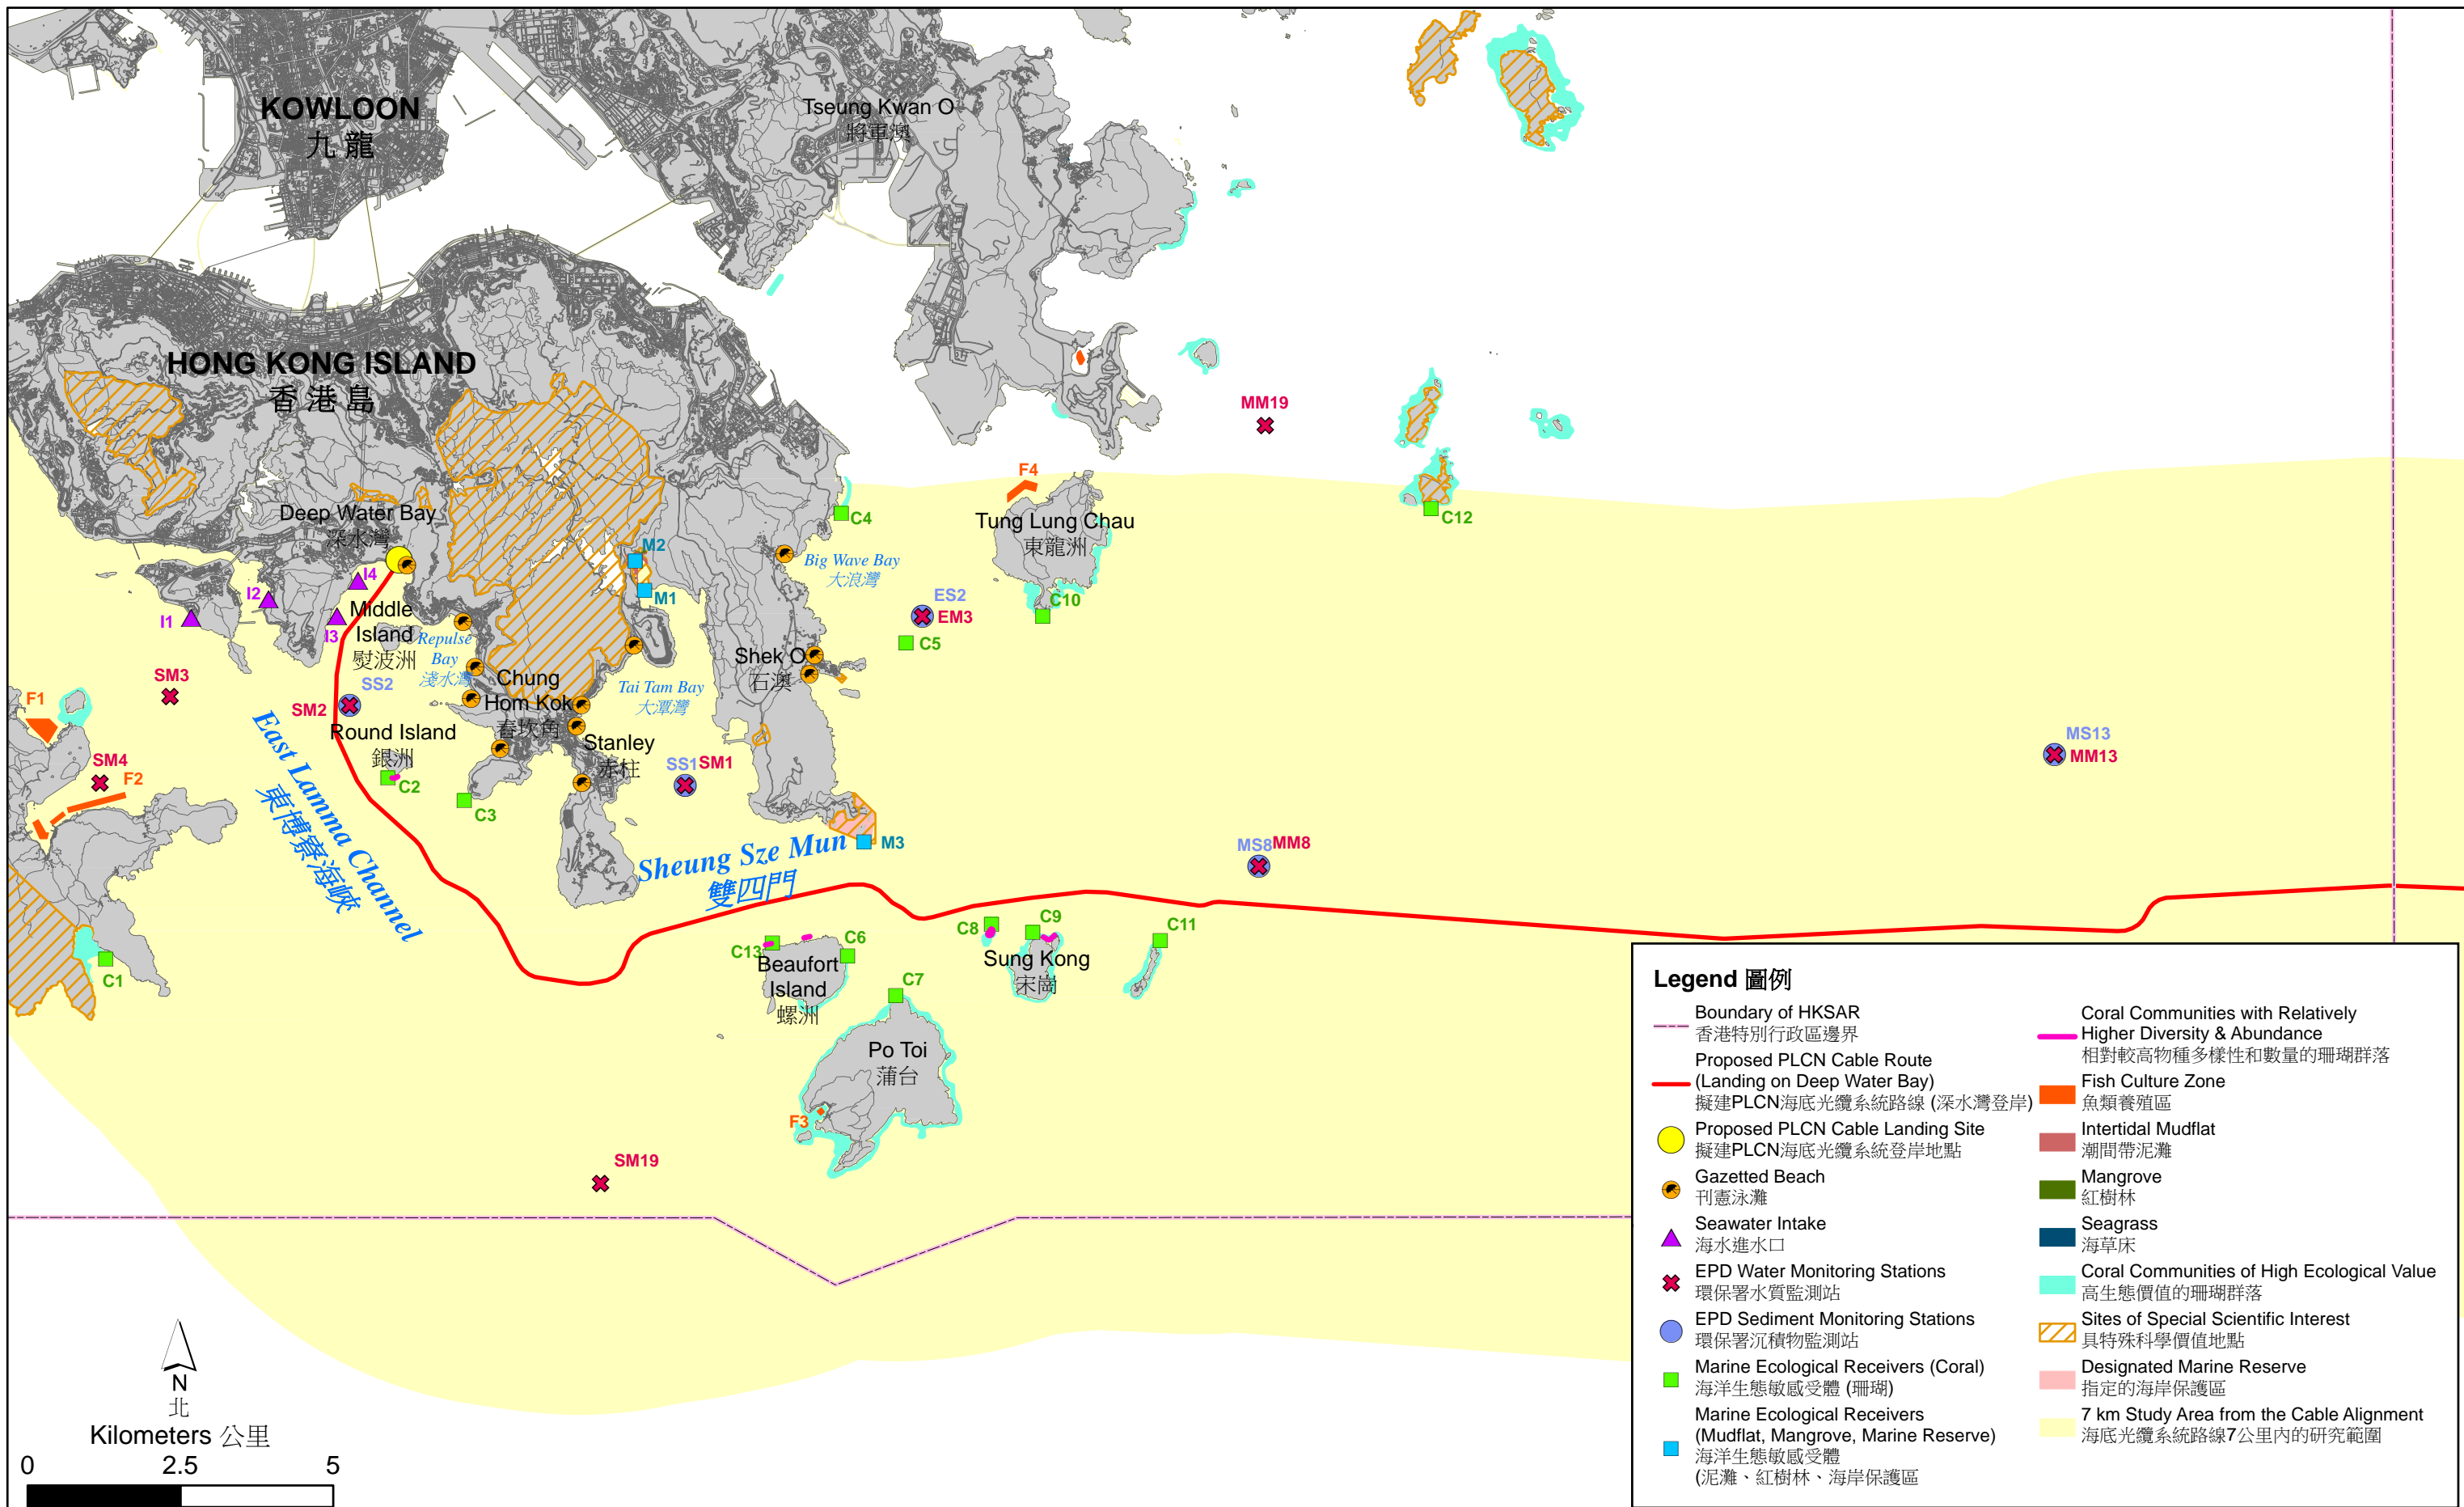 KOWLOON
九龍
Tseung Kwan O
將軍澳
HONG KONG ISLAND
香港島
MM19
F4
Deep Water Bay
深水灣
C4
Tung Lung Chau
東龍洲
C12
M2
Big Wave Bay
大浪灣
I4
M1
I2
I1
I3
Middle
Island
熨波洲
Repulse
Bay
淺水灣
ES2
EM3
C10
C5
Shek O
石澳
SM3
SS2
SM2
F1
Chung
Hom Kok
舂坎角
Tai Tam Bay
大潭灣
Round Island
銀洲
Stanley
赤柱
MS13
MM13
SM4
F2
SS1
SM1
C2
C3
East Lamma Channel
東博寮海峽
Sheung Sze Mun
雙四門
M3
MS8
MM8
C1
C13
C6
Beaufort
Island
螺洲
C7
C8
C9
Sung Kong
宋崗
C11
Po Toi
蒲台
F3
SM19
N
北
Kilometers 公里
0 2.5 5
Legend 圖例
Boundary of HKSAR
香港特別行政區邊界
Proposed PLCN Cable Route
(Landing on Deep Water Bay)
擬建PLCN海底光纜系統路線 (深水灣登岸)
Proposed PLCN Cable Landing Site
擬建PLCN海底光纜系統登岸地點
Gazetted Beach
刊憲泳灘
Seawater Intake
海水進水口
EPD Water Monitoring Stations
環保署水質監測站
EPD Sediment Monitoring Stations
環保署沉積物監測站
Marine Ecological Receivers (Coral)
海洋生態敏感受體 (珊瑚)
Marine Ecological Receivers
(Mudflat, Mangrove, Marine Reserve)
海洋生態敏感受體
(泥灘、紅樹林、海岸保護區
Coral Communities with Relatively
Higher Diversity & Abundance
相對較高物種多樣性和數量的珊瑚群落
Fish Culture Zone
魚類養殖區
Intertidal Mudflat
潮間帶泥灘
Mangrove
紅樹林
Seagrass
海草床
Coral Communities of High Ecological Value
高生態價值的珊瑚群落
Sites of Special Scientific Interest
具特殊科學價值地點
Designated Marine Reserve
指定的海岸保護區
7 km Study Area from the Cable Alignment
海底光纜系統路線7公里內的研究範圍